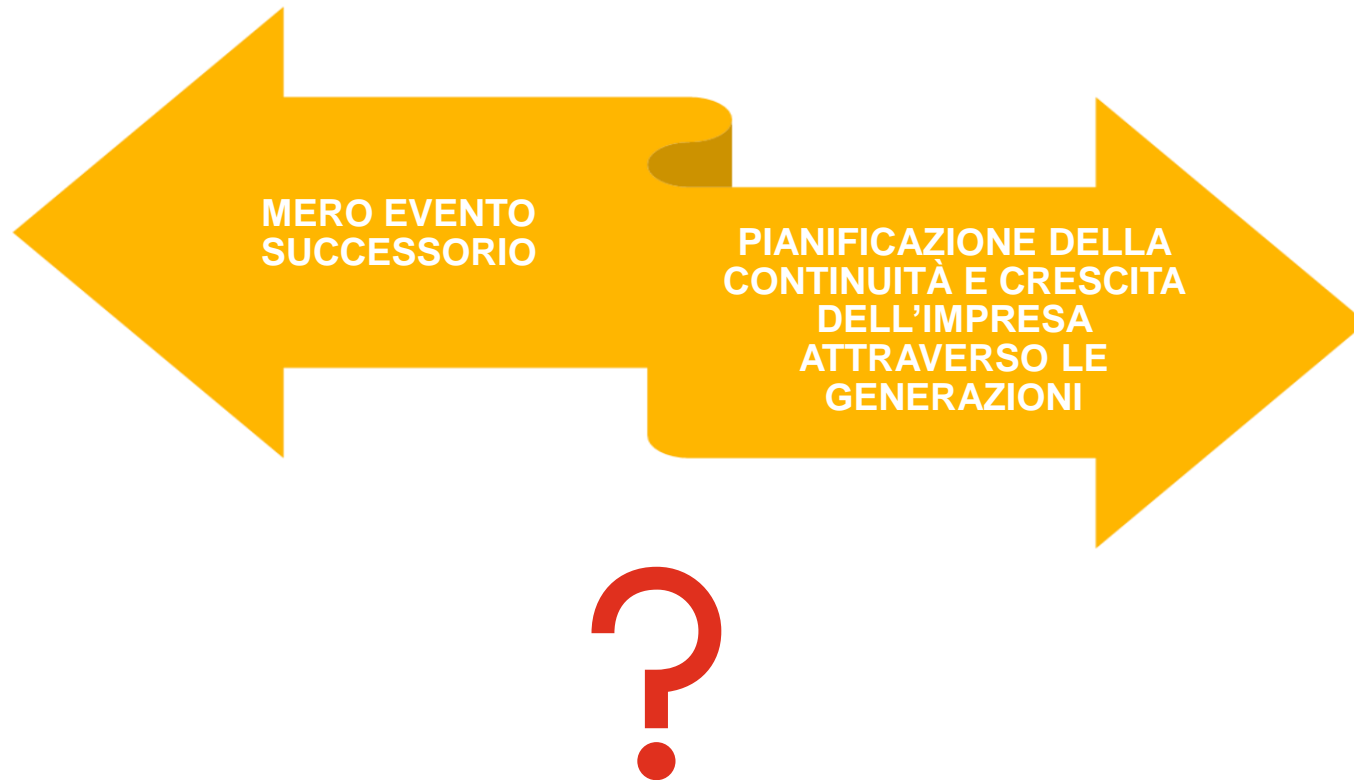 MERO EVENTO
SUCCESSORIO
PIANIFICAZIONE DELLA
CONTINUITÀ E CRESCITA
DELL’IMPRESA
ATTRAVERSO LE
GENERAZIONI
?